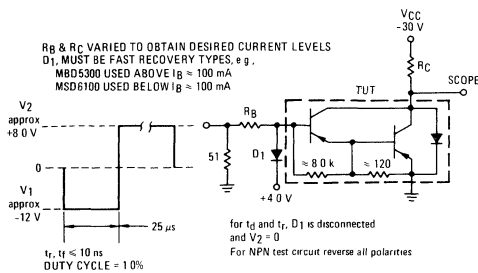 VCC
-30 V
RB & RC VARIED TO OBTAIN DESIRED CURRENT LEVELS
D1, MUST BE FAST RECOVERY TYPES, e g ,
MBD5300 USED ABOVE IB ≈ 100 mA
MSD6100 USED BELOW IB ≈ 100 mA
RC
SCOPE
TUT
V2
approx
+8 0 V
0
V1
approx
-12 V
RB
51
D1
≈ 8 0 k
≈ 120
+4 0 V
25 µs
for td and tr, D1 is disconnected
and V2 = 0
For NPN test circuit reverse all polarities
tr, tf ≤ 10 ns
DUTY CYCLE = 1 0%